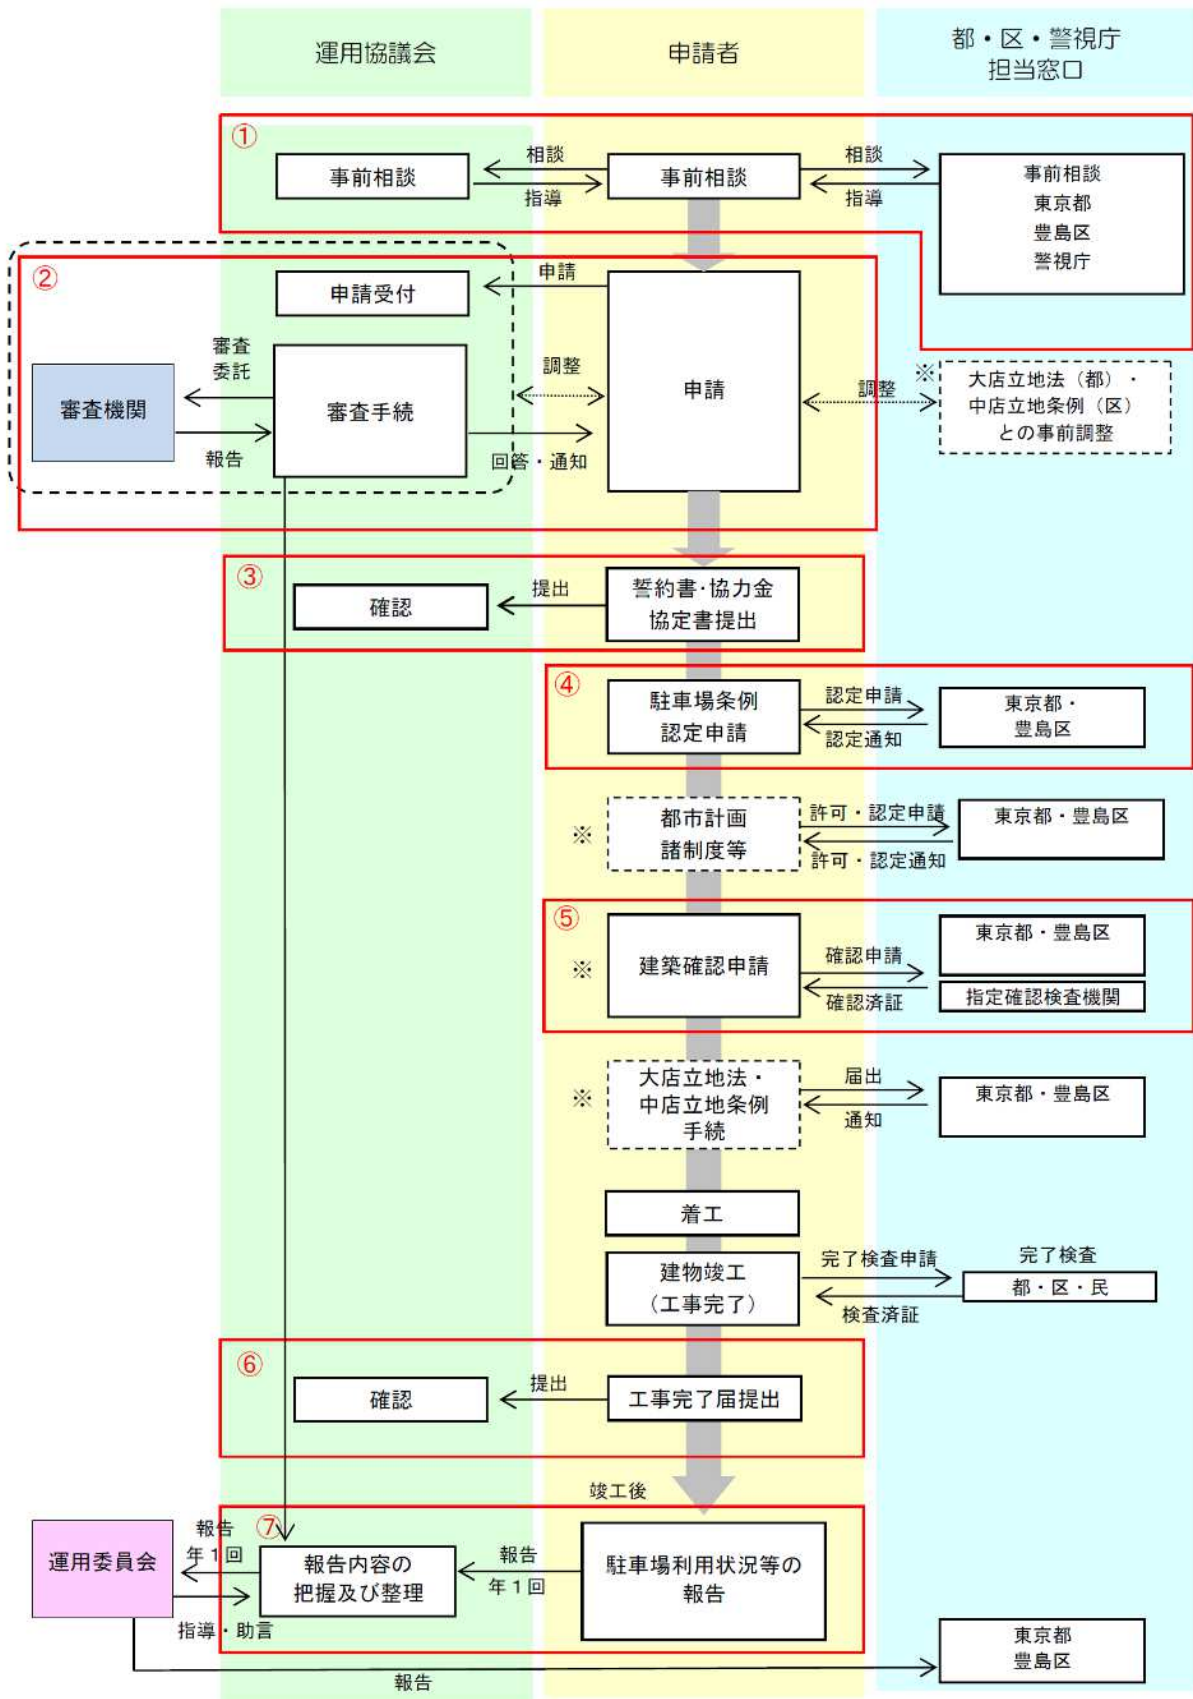 運用協議会
申請者
都・区・警視庁
担当窓口
①
事前相談
相談
指導
事前相談
相談
指導
事前相談
東京都
豊島区
警視庁
②
申請受付
申請
審査
委託
審査機関
報告
審査手続
調整
回答・通知
申請
調整
※
大店立地法（都）・
中店立地条例（区）
との事前調整
③
確認
提出
誓約書・協力金
協定書提出
④
駐車場条例
認定申請
認定申請
認定通知
東京都・
豊島区
※
都市計画
諸制度等
許可・認定申請
許可・認定通知
東京都・豊島区
⑤
※
建築確認申請
確認申請
確認済証
東京都・豊島区
指定確認検査機関
※
大店立地法・
中店立地条例
手続
届出
通知
東京都・豊島区
着工
建物竣工
（工事完了）
完了検査申請
検査済証
完了検査
都・区・民
⑥
確認
提出
工事完了届提出
竣工後
⑦
運用委員会
報告
年１回
指導・助言
報告内容の
把握及び整理
報告
年１回
駐車場利用状況等の
報告
報告
東京都
豊島区